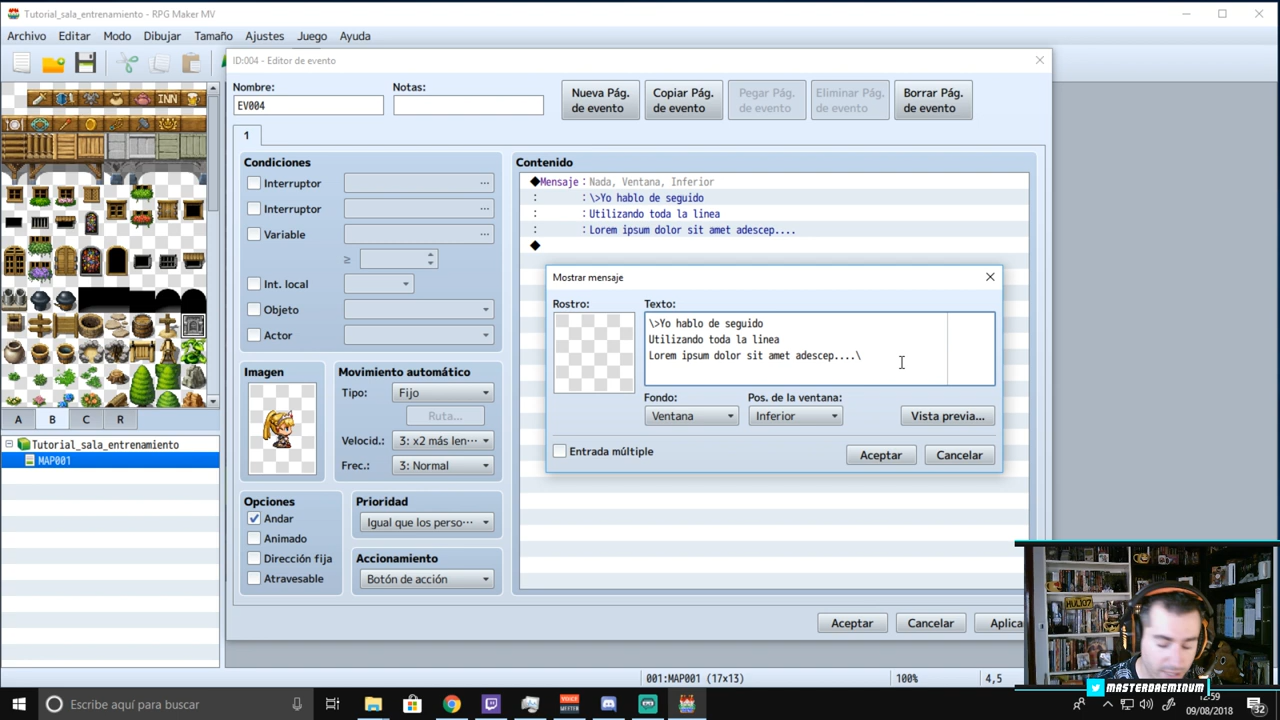 Tutorial_sala_entrenamiento - RPG Maker MV
Archivo Editar Modo Dibujar Tamaño Ajustes Juego Ayuda
ID:004 - Editor de evento
Nombre: Notas:
EV004
Nueva Pág. de evento
Copiar Pág. de evento
Pegar Pág. de evento
Eliminar Pág. de evento
Borrar Pág. de evento
1
Condiciones
Interruptor ...
Interruptor ...
Variable ...
≥
Int. local
Objeto
Actor
Contenido
◆Mensaje：Nada, Ventana, Inferior
:　　　：\>Yo hablo de seguido
:　　　：Utilizando toda la linea
:　　　：Lorem ipsum dolor sit amet adescep....
◆
Mostrar mensaje
Rostro: Texto:
\>Yo hablo de seguido
Utilizando toda la linea
Lorem ipsum dolor sit amet adescep....\
Fondo: Pos. de la ventana:
Ventana Inferior Vista previa...
Entrada múltiple
Aceptar Cancelar
Imagen
Movimiento automático
Tipo: Fijo
Ruta...
Velocid.: 3: x2 más len···
Frec.: 3: Normal
Opciones
Andar
Animado
Dirección fija
Atravesable
Prioridad
Igual que los perso···
Accionamiento
Botón de acción
Aceptar Cancelar Aplica
INN
A B C R
Tutorial_sala_entrenamiento
MAP001
001:MAP001 (17x13) 100% 4,5
MASTERDAEMINUM
Escribe aquí para buscar
12:59
09/08/2018
32